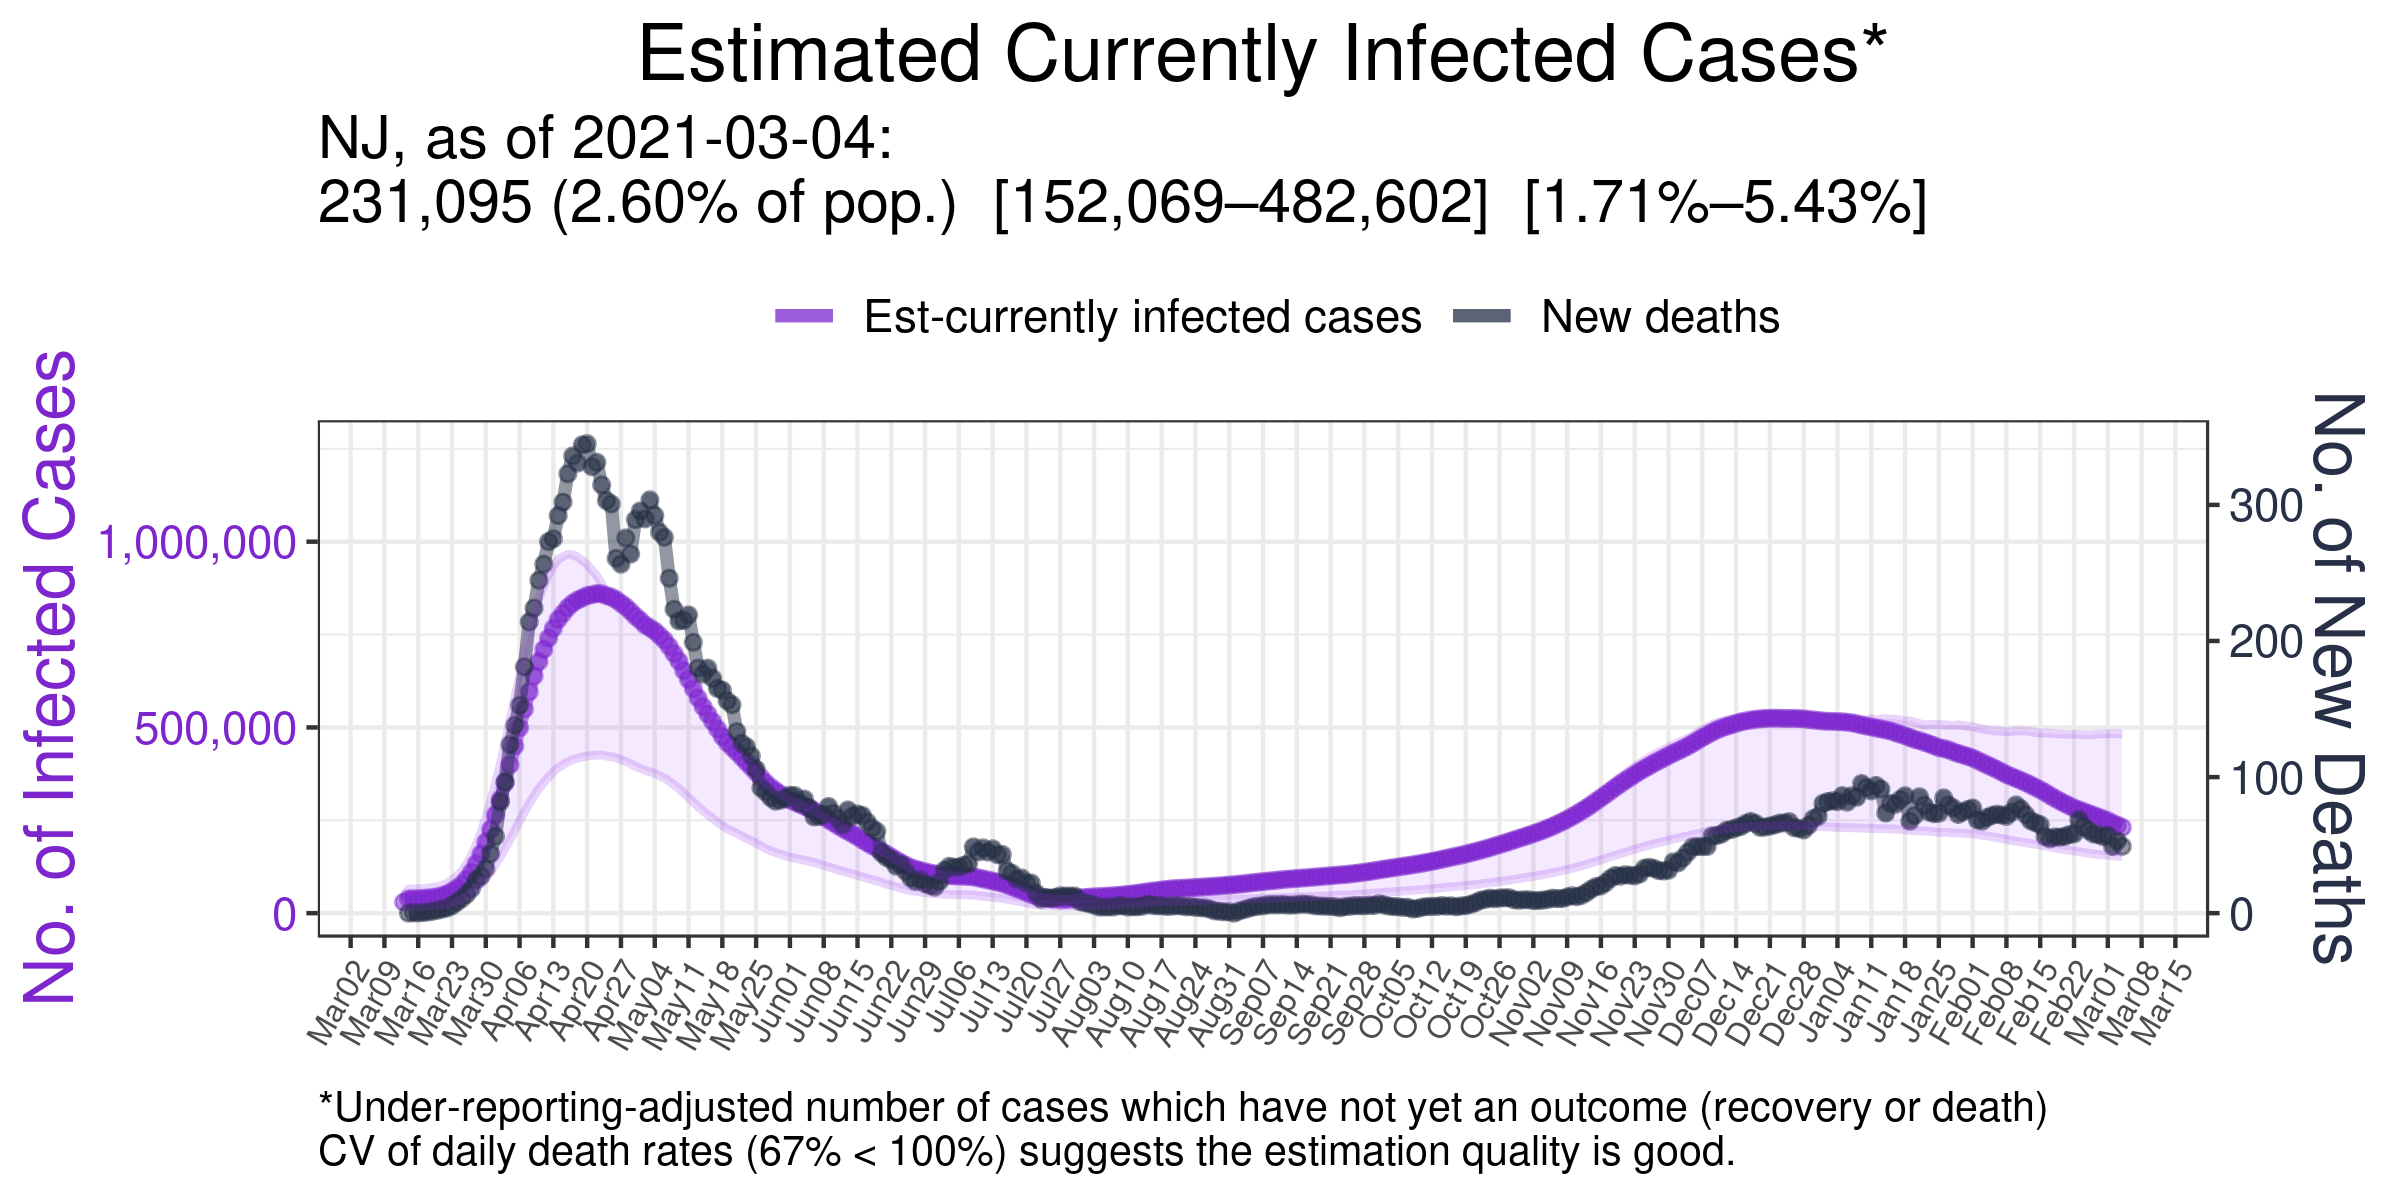 Estimated Currently Infected Cases*
NJ, as of 2021-03-04:
231,095 (2.60% of pop.)  [152,069–482,602]  [1.71%–5.43%]
Est-currently infected cases
New deaths
No. of Infected Cases
1,000,000
500,000
0
No. of New Deaths
300
200
100
0
Mar02
Mar09
Mar16
Mar23
Mar30
Apr06
Apr13
Apr20
Apr27
May04
May11
May18
May25
Jun01
Jun08
Jun15
Jun22
Jun29
Jul06
Jul13
Jul20
Jul27
Aug03
Aug10
Aug17
Aug24
Aug31
Sep07
Sep14
Sep21
Sep28
Oct05
Oct12
Oct19
Oct26
Nov02
Nov09
Nov16
Nov23
Nov30
Dec07
Dec14
Dec21
Dec28
Jan04
Jan11
Jan18
Jan25
Feb01
Feb08
Feb15
Feb22
Mar01
Mar08
Mar15
*Under-reporting-adjusted number of cases which have not yet an outcome (recovery or death)
CV of daily death rates (67% < 100%) suggests the estimation quality is good.